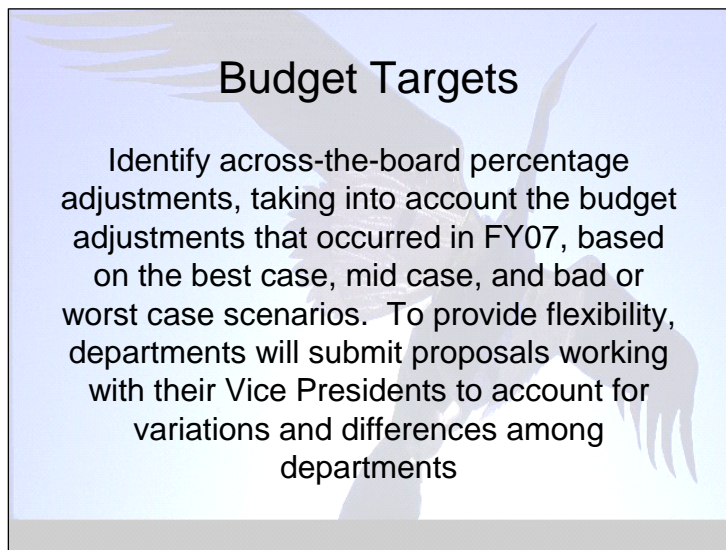 Budget Targets
Identify across-the-board percentage
adjustments, taking into account the budget
adjustments that occurred in FY07, based
on the best case, mid case, and bad or
worst case scenarios.  To provide flexibility,
departments will submit proposals working
with their Vice Presidents to account for
variations and differences among
departments